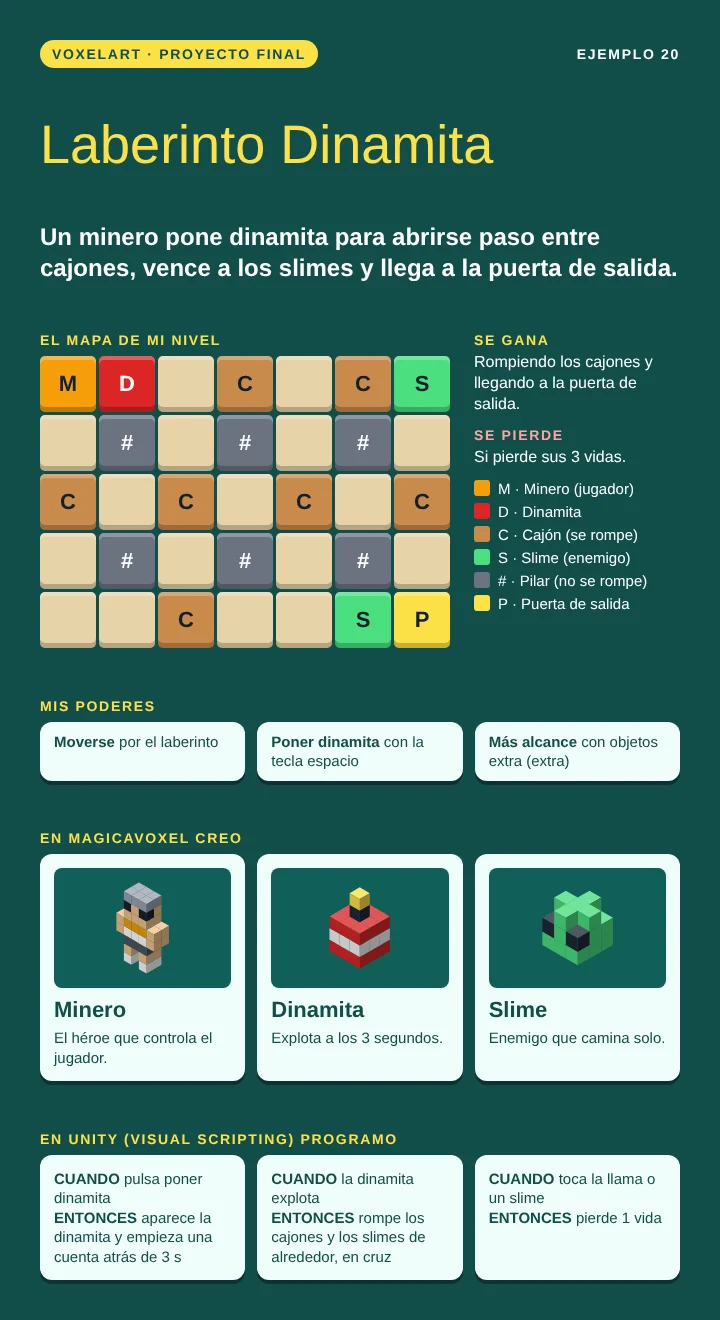 VOXELART · PROYECTO FINAL
EJEMPLO 20
Laberinto Dinamita
Un minero pone dinamita para abrirse paso entre
cajones, vence a los slimes y llega a la puerta de salida.
EL MAPA DE MI NIVEL
M D C C S
# # #
C C C C
# # #
C S P
SE GANA
Rompiendo los cajones y
llegando a la puerta de
salida.
SE PIERDE
Si pierde sus 3 vidas.
M · Minero (jugador)
D · Dinamita
C · Cajón (se rompe)
S · Slime (enemigo)
# · Pilar (no se rompe)
P · Puerta de salida
MIS PODERES
Moverse por el laberinto
Poner dinamita con la
tecla espacio
Más alcance con objetos
extra (extra)
EN MAGICAVOXEL CREO
Minero
El héroe que controla el
jugador.
Dinamita
Explota a los 3 segundos.
Slime
Enemigo que camina solo.
EN UNITY (VISUAL SCRIPTING) PROGRAMO
CUANDO pulsa poner
dinamita
ENTONCES aparece la
dinamita y empieza una
cuenta atrás de 3 s
CUANDO la dinamita
explota
ENTONCES rompe los
cajones y los slimes de
alrededor, en cruz
CUANDO toca la llama o
un slime
ENTONCES pierde 1 vida